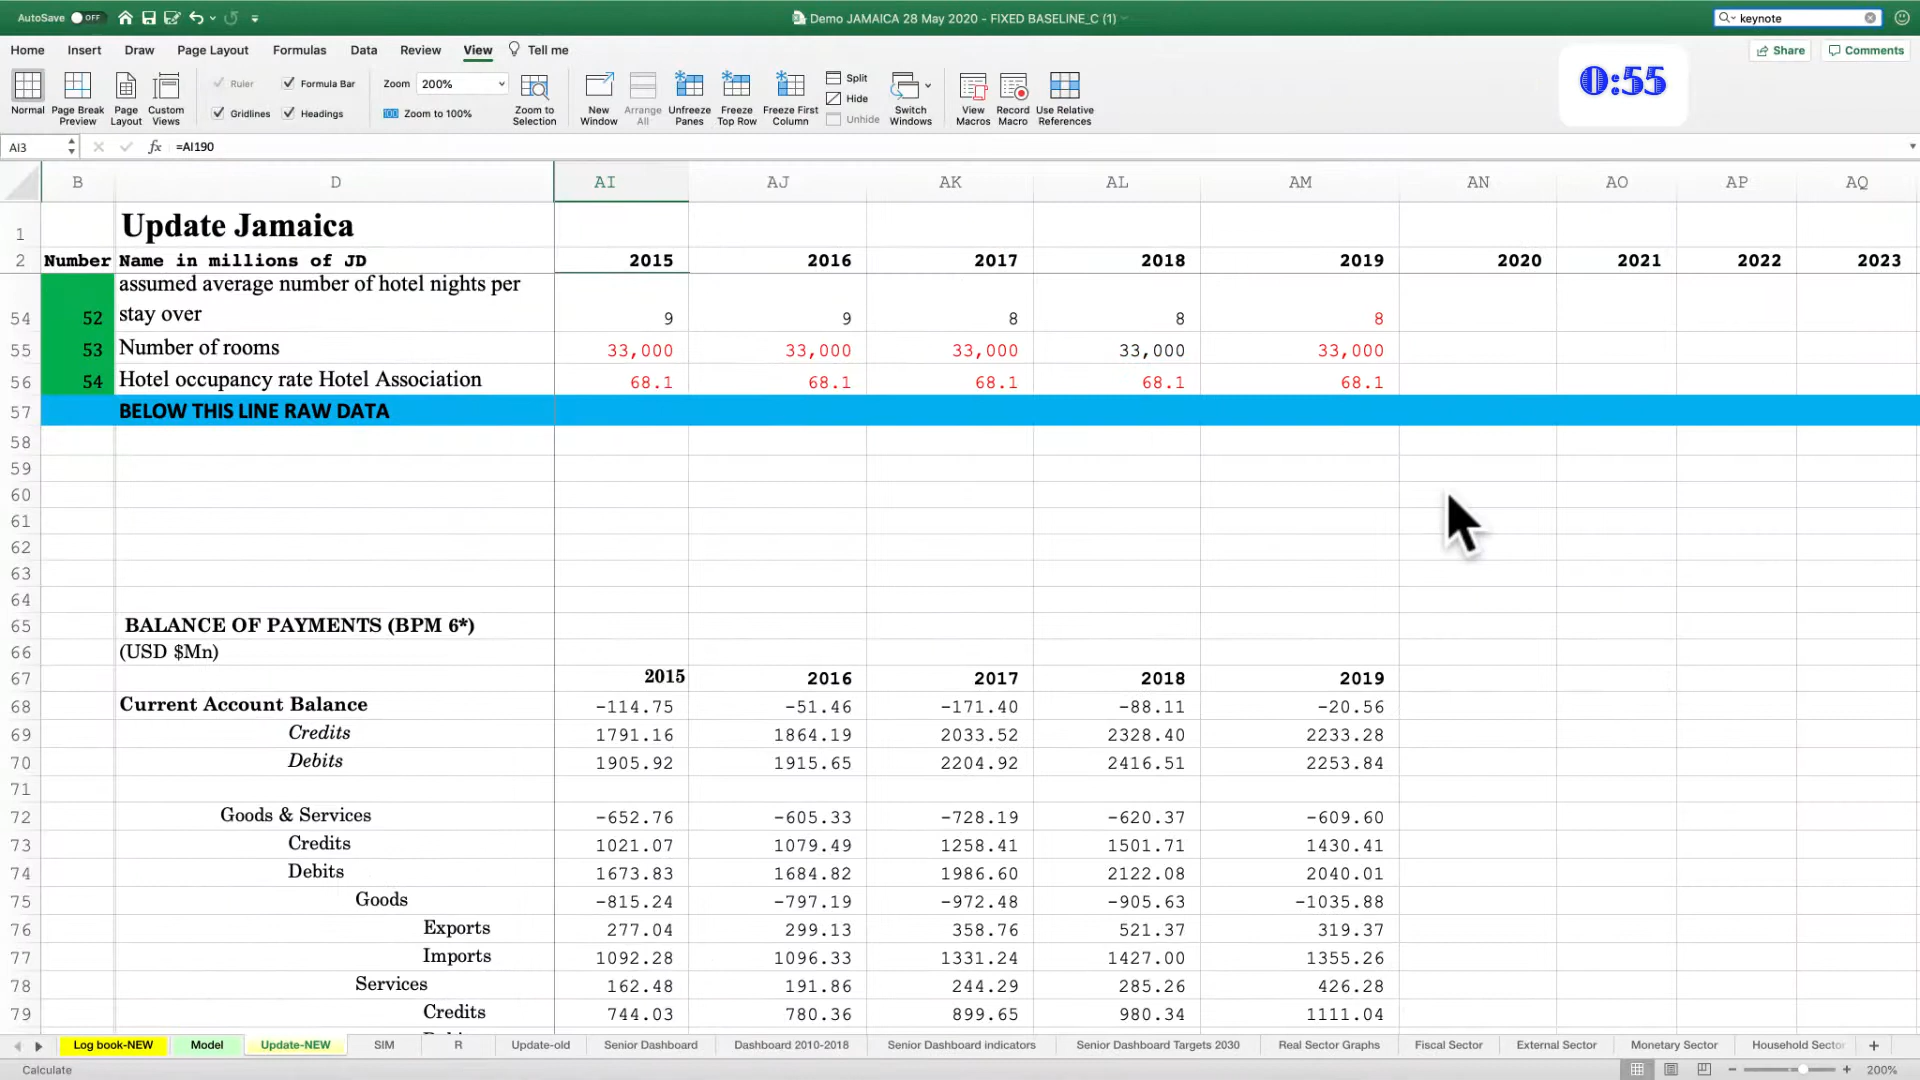 AutoSave OFF Demo JAMAICA 28 May 2020 - FIXED BASELINE_C (1) keynote
Home Insert Draw Page Layout Formulas Data Review View Tell me Share Comments
Normal Page Break Preview Page Layout Custom Views
Ruler Formula Bar
Gridlines Headings
Zoom 200%
Zoom to 100%
Zoom to Selection
New Window Arrange All Unfreeze Panes Freeze Top Row Freeze First Column
Split
Hide
Unhide
Switch Windows View Macros Record Macro Use Relative References
0:55
AI3 fx =AI190
B D AI AJ AK AL AM AN AO AP AQ
1 Update Jamaica
2 Number Name in millions of JD 2015 2016 2017 2018 2019 2020 2021 2022 2023
assumed average number of hotel nights per
54 52 stay over 9 9 8 8 8
55 53 Number of rooms 33,000 33,000 33,000 33,000 33,000
56 54 Hotel occupancy rate Hotel Association 68.1 68.1 68.1 68.1 68.1
57 BELOW THIS LINE RAW DATA
58
59
60
61
62
63
64
65 BALANCE OF PAYMENTS (BPM 6*)
66 (USD $Mn)
67 2015 2016 2017 2018 2019
68 Current Account Balance -114.75 -51.46 -171.40 -88.11 -20.56
69 Credits 1791.16 1864.19 2033.52 2328.40 2233.28
70 Debits 1905.92 1915.65 2204.92 2416.51 2253.84
71
72 Goods & Services -652.76 -605.33 -728.19 -620.37 -609.60
73 Credits 1021.07 1079.49 1258.41 1501.71 1430.41
74 Debits 1673.83 1684.82 1986.60 2122.08 2040.01
75 Goods -815.24 -797.19 -972.48 -905.63 -1035.88
76 Exports 277.04 299.13 358.76 521.37 319.37
77 Imports 1092.28 1096.33 1331.24 1427.00 1355.26
78 Services 162.48 191.86 244.29 285.26 426.28
79 Credits 744.03 780.36 899.65 980.34 1111.04
Log book-NEW Model Update-NEW SIM R Update-old Senior Dashboard Dashboard 2010-2018 Senior Dashboard indicators Senior Dashboard Targets 2030 Real Sector Graphs Fiscal Sector External Sector Monetary Sector Household Sector
Calculate 200%